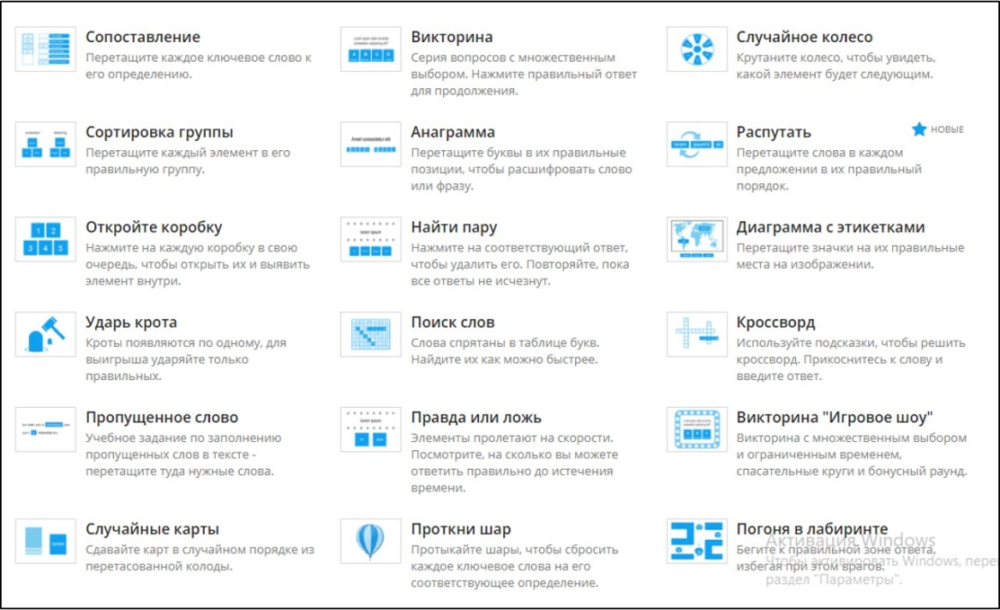 Сопоставление
Перетащите каждое ключевое слово к
его определению.
Викторина
Серия вопросов с множественным
выбором. Нажмите правильный ответ
для продолжения.
Случайное колесо
Крутаните колесо, чтобы увидеть,
какой элемент будет следующим.
Сортировка группы
Перетащите каждый элемент в его
правильную группу.
Анаграмма
Перетащите буквы в их правильные
позиции, чтобы расшифровать слово
или фразу.
Распутать
НОВЫЕ
Перетащите слова в каждом
предложении в их правильный
порядок.
Откройте коробку
1 2
3 4 5
Нажмите на каждую коробку в свою
очередь, чтобы открыть их и выявить
элемент внутри.
Найти пару
Нажмите на соответствующий ответ,
чтобы удалить его. Повторяйте, пока
все ответы не исчезнут.
Диаграмма с этикетками
Перетащите значки на их правильные
места на изображении.
Ударь крота
Кроты появляются по одному, для
выигрыша ударяйте только
правильных.
Поиск слов
Слова спрятаны в таблице букв.
Найдите их как можно быстрее.
Кроссворд
Используйте подсказки, чтобы решить
кроссворд. Прикоснитесь к слову и
введите ответ.
Пропущенное слово
Учебное задание по заполнению
пропущенных слов в тексте -
перетащите туда нужные слова.
Правда или ложь
Элементы пролетают на скорости.
Посмотрите, на сколько вы можете
ответить правильно до истечения
времени.
Викторина "Игровое шоу"
Викторина с множественным выбором
и ограниченным временем,
спасательные круги и бонусный раунд.
Случайные карты
Сдавайте карт в случайном порядке из
перетасованной колоды.
Проткни шар
Протыкайте шары, чтобы сбросить
каждое ключевое слова на его
соответствующее определение.
Погоня в лабиринте
Бегите к правильной зоне ответа,
избегая при этом врагов.
Активация Windows
Чтобы активировать Windows, пере
раздел "Параметры".